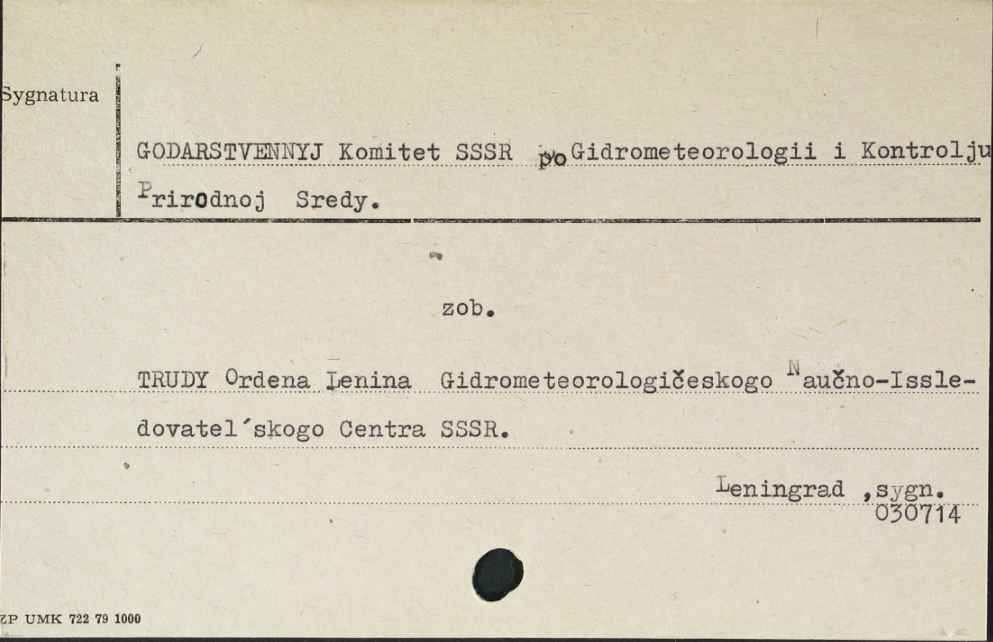 Sygnatura
GODARSTVENNYJ Komitet SSSR po Gidrometeorologii i Kontrolju
Prirodnoj Sredy.
zob.
TRUDY Ordena Lenina Gidrometeorologičeskogo Naučno-Issle-
dovatel´skogo Centra SSSR.
Leningrad ,sygn.
030714
ZP UMK 722 79 1000